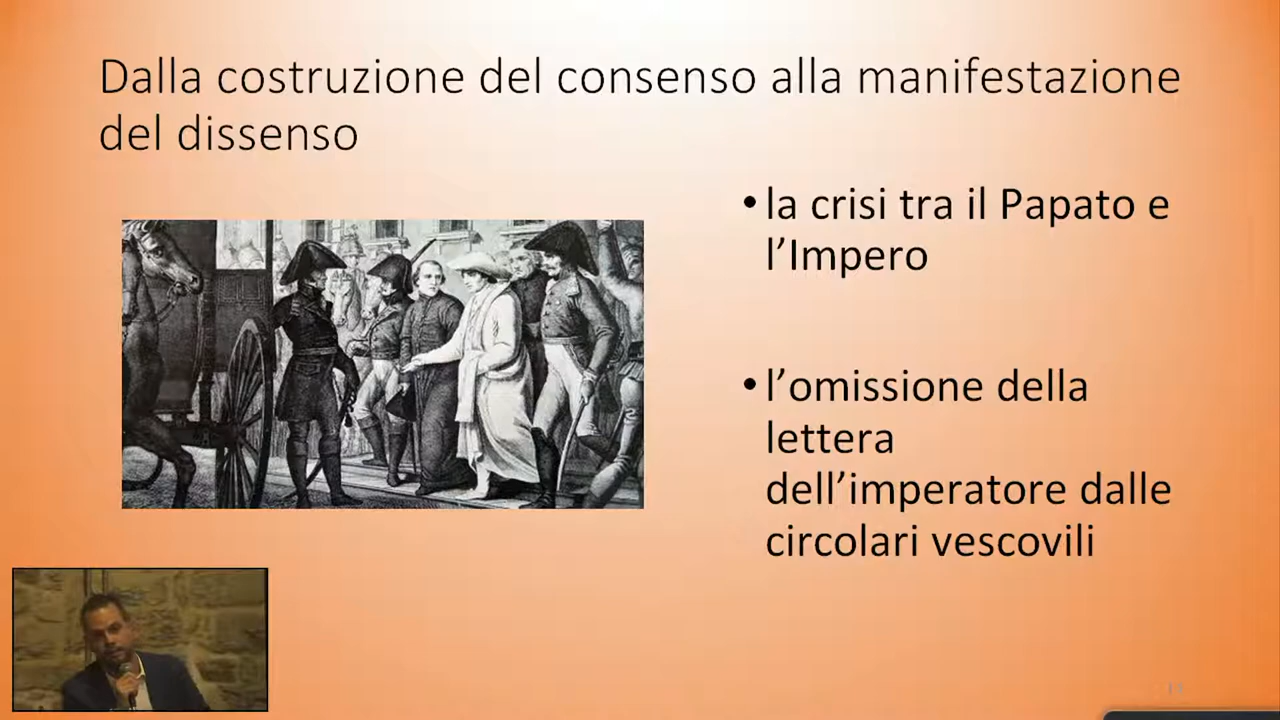 Dalla costruzione del consenso alla manifestazione
del dissenso
• la crisi tra il Papato e
l’Impero
• l’omissione della
lettera
dell’imperatore dalle
circolari vescovili